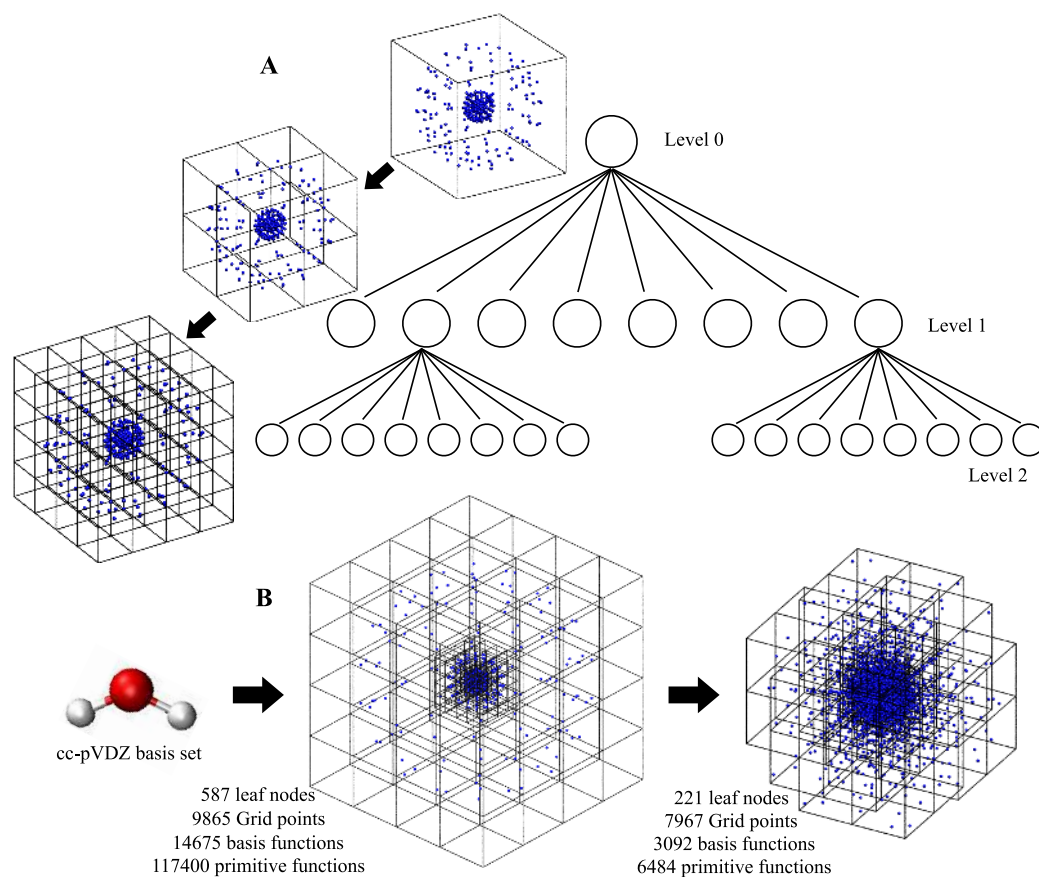 A
Level 0
Level 1
Level 2
B
cc-pVDZ basis set
587 leaf nodes
9865 Grid points
14675 basis functions
117400 primitive functions
221 leaf nodes
7967 Grid points
3092 basis functions
6484 primitive functions